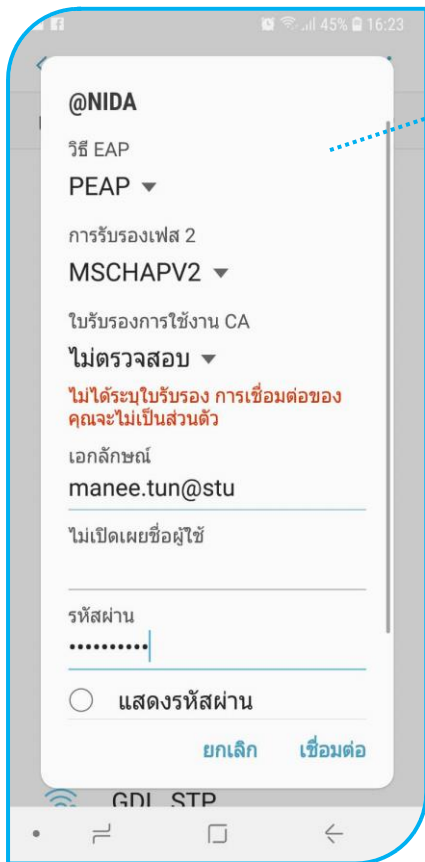 45% 16:23
@NIDA
วิธี EAP
PEAP
การรับรองเฟส 2
MSCHAPV2
ใบรับรองการใช้งาน CA
ไม่ตรวจสอบ
ไม่ได้ระบุใบรับรอง การเชื่อมต่อของ
คุณจะไม่เป็นส่วนตัว
เอกลักษณ์
manee.tun@stu
ไม่เปิดเผยชื่อผู้ใช้
รหัสผ่าน
••••••••••
แสดงรหัสผ่าน
ยกเลิก เชื่อมต่อ
GDL_STP